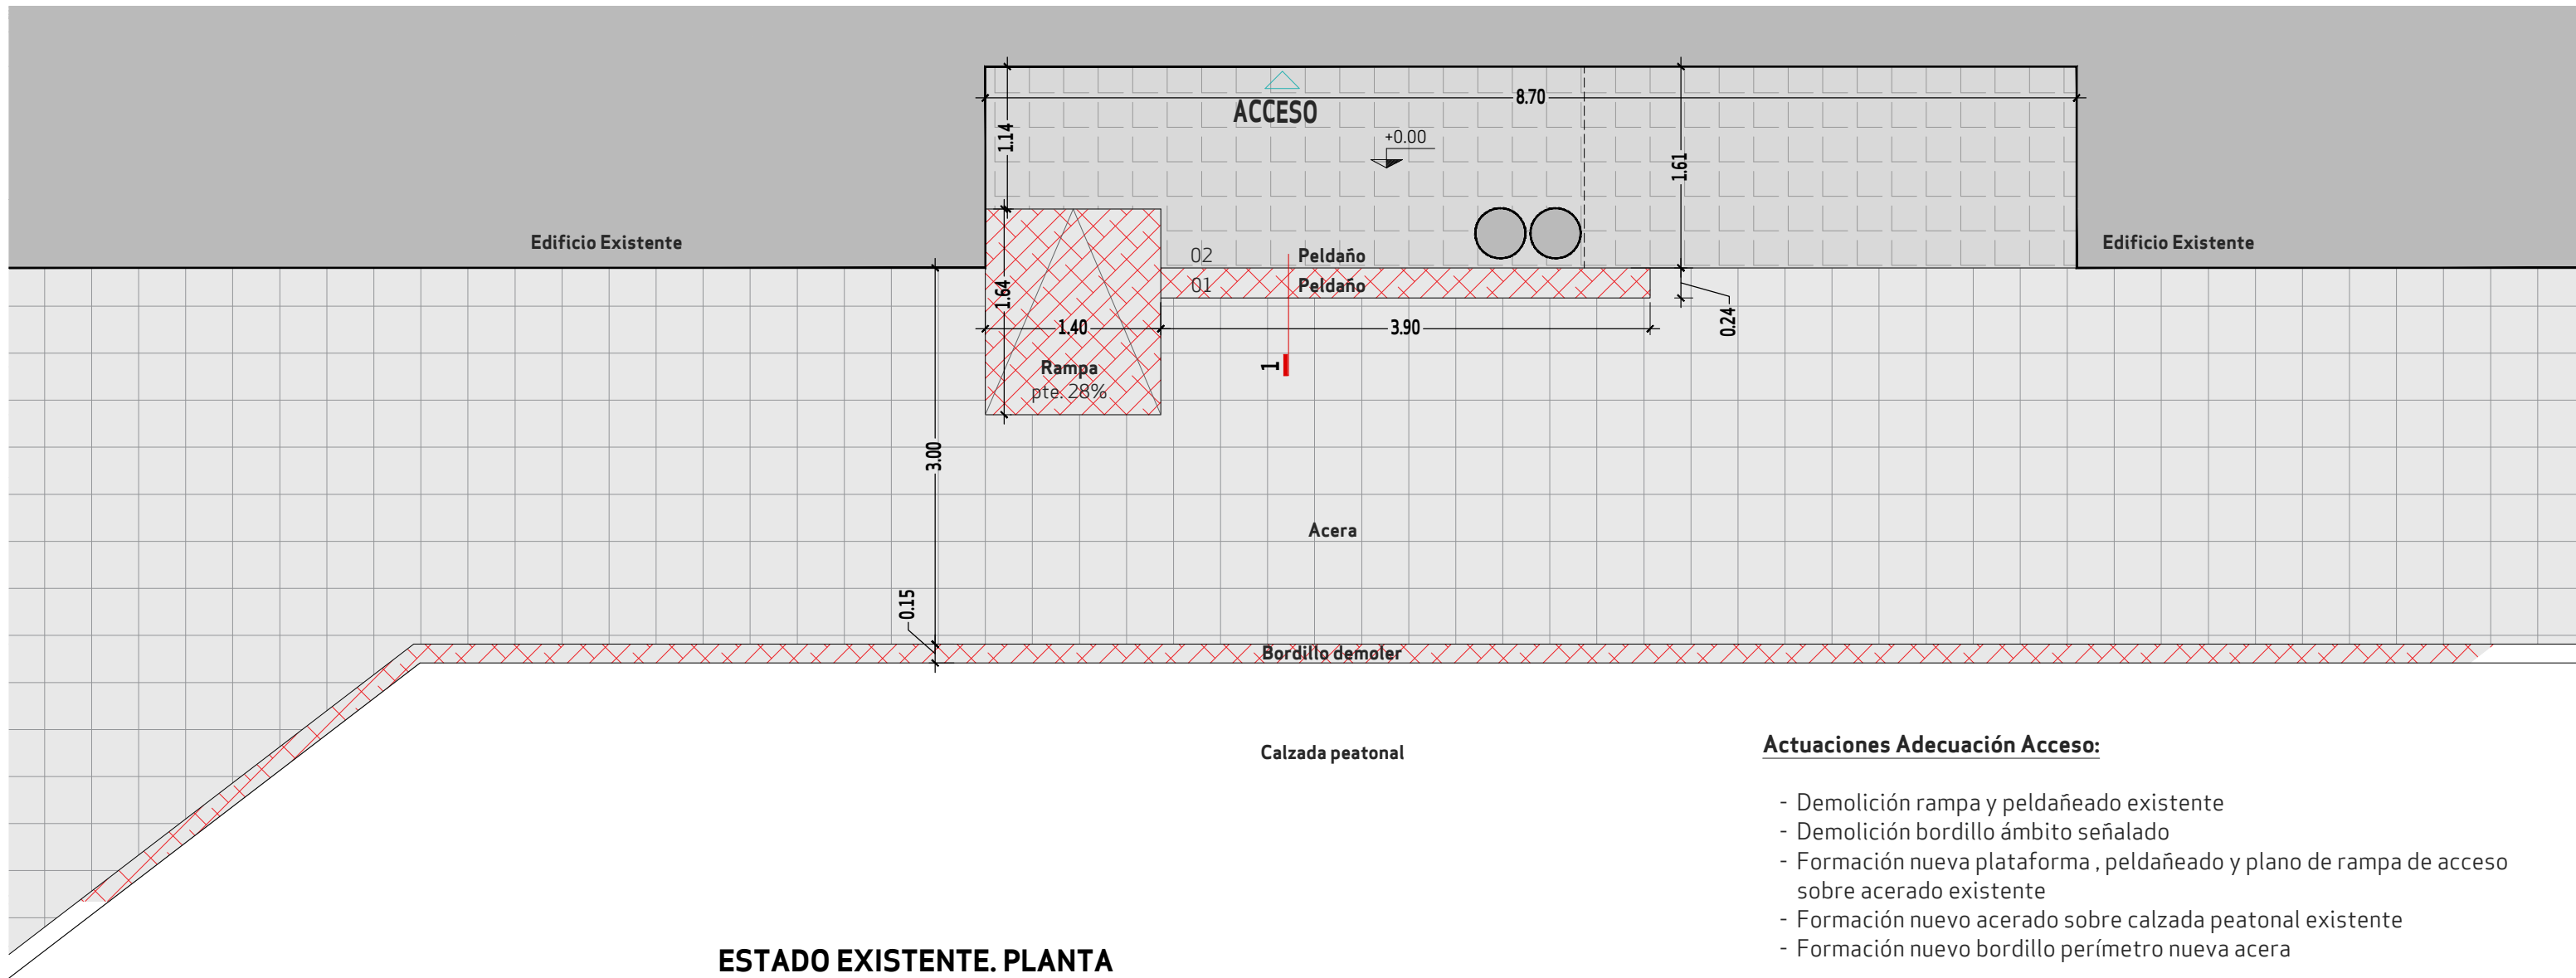 8.70
ACCESO
+0.00
1.14
1.61
Edificio Existente
Edificio Existente
02 Peldaño
01 Peldaño
1.64
0.24
1.40
3.90
1
Rampa
pte. 28%
3.00
Acera
0.15
Bordillo demoler
Calzada peatonal
Actuaciones Adecuación Acceso:
- Demolición rampa y peldañeado existente
- Demolición bordillo ámbito señalado
- Formación nueva plataforma , peldañeado y plano de rampa de acceso
sobre acerado existente
- Formación nuevo acerado sobre calzada peatonal existente
- Formación nuevo bordillo perímetro nueva acera
ESTADO EXISTENTE. PLANTA